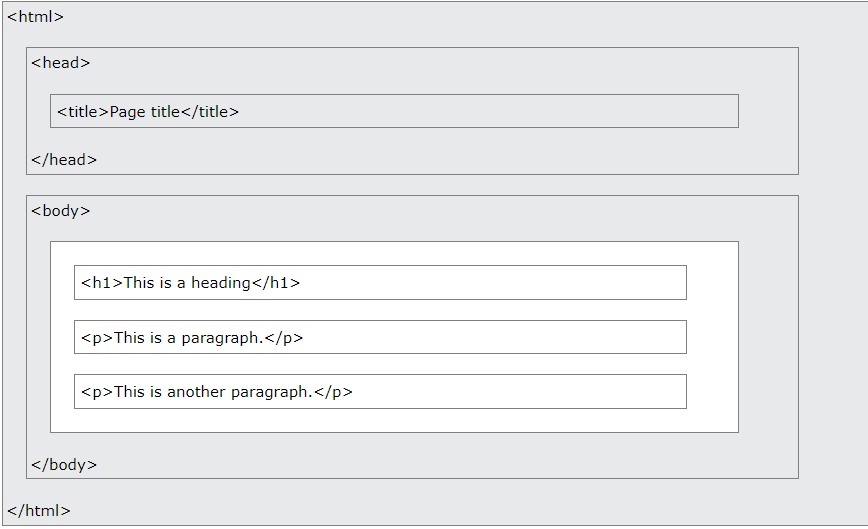 <html>
<head>
<title>Page title</title>
</head>
<body>
<h1>This is a heading</h1>
<p>This is a paragraph.</p>
<p>This is another paragraph.</p>
</body>
</html>